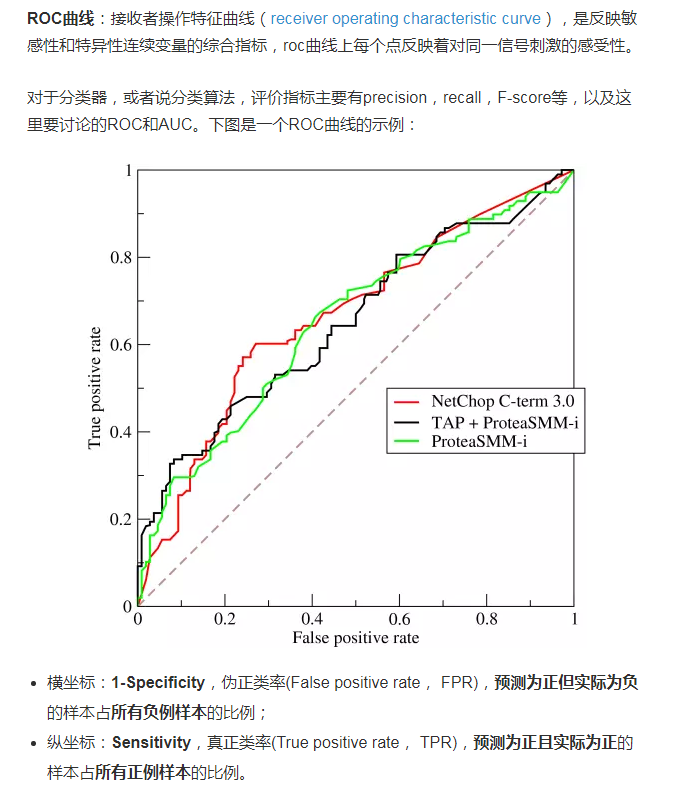 ROC曲线：接收者操作特征曲线（receiver operating characteristic curve），是反映敏
感性和特异性连续变量的综合指标，roc曲线上每个点反映着对同一信号刺激的感受性。
对于分类器，或者说分类算法，评价指标主要有precision，recall，F-score等，以及这
里要讨论的ROC和AUC。下图是一个ROC曲线的示例：
1
0.8
0.6
0.4
0.2
0
True positive rate
NetChop C-term 3.0
TAP + ProteaSMM-i
ProteaSMM-i
0 0.2 0.4 0.6 0.8 1
False positive rate
• 横坐标：1-Specificity，伪正类率(False positive rate， FPR)，预测为正但实际为负
的样本占所有负例样本的比例；
• 纵坐标：Sensitivity，真正类率(True positive rate， TPR)，预测为正且实际为正的
样本占所有正例样本的比例。